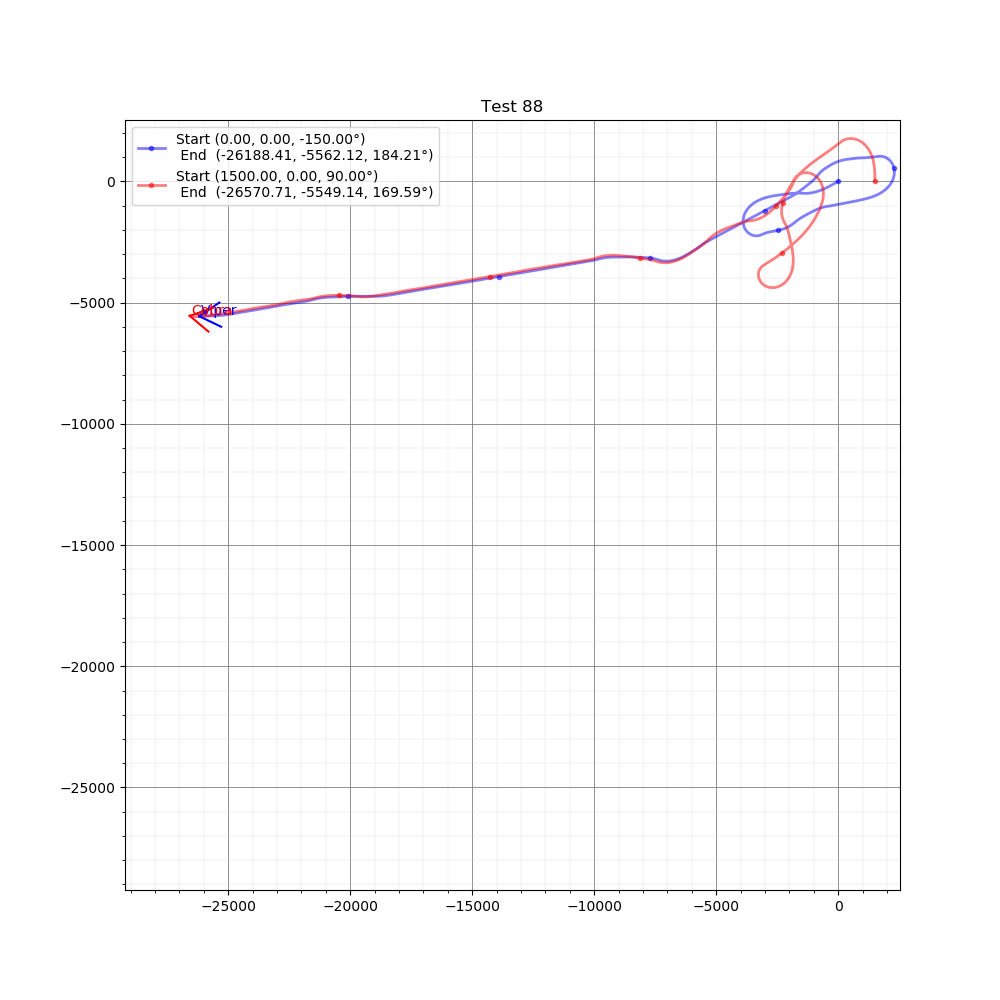 Test 88
Start (0.00, 0.00, -150.00°)
End (-26188.41, -5562.12, 184.21°)
Start (1500.00, 0.00, 90.00°)
End (-26570.71, -5549.14, 169.59°)
0
−5000
−10000
−15000
−20000
−25000
−25000
−20000
−15000
−10000
−5000
0